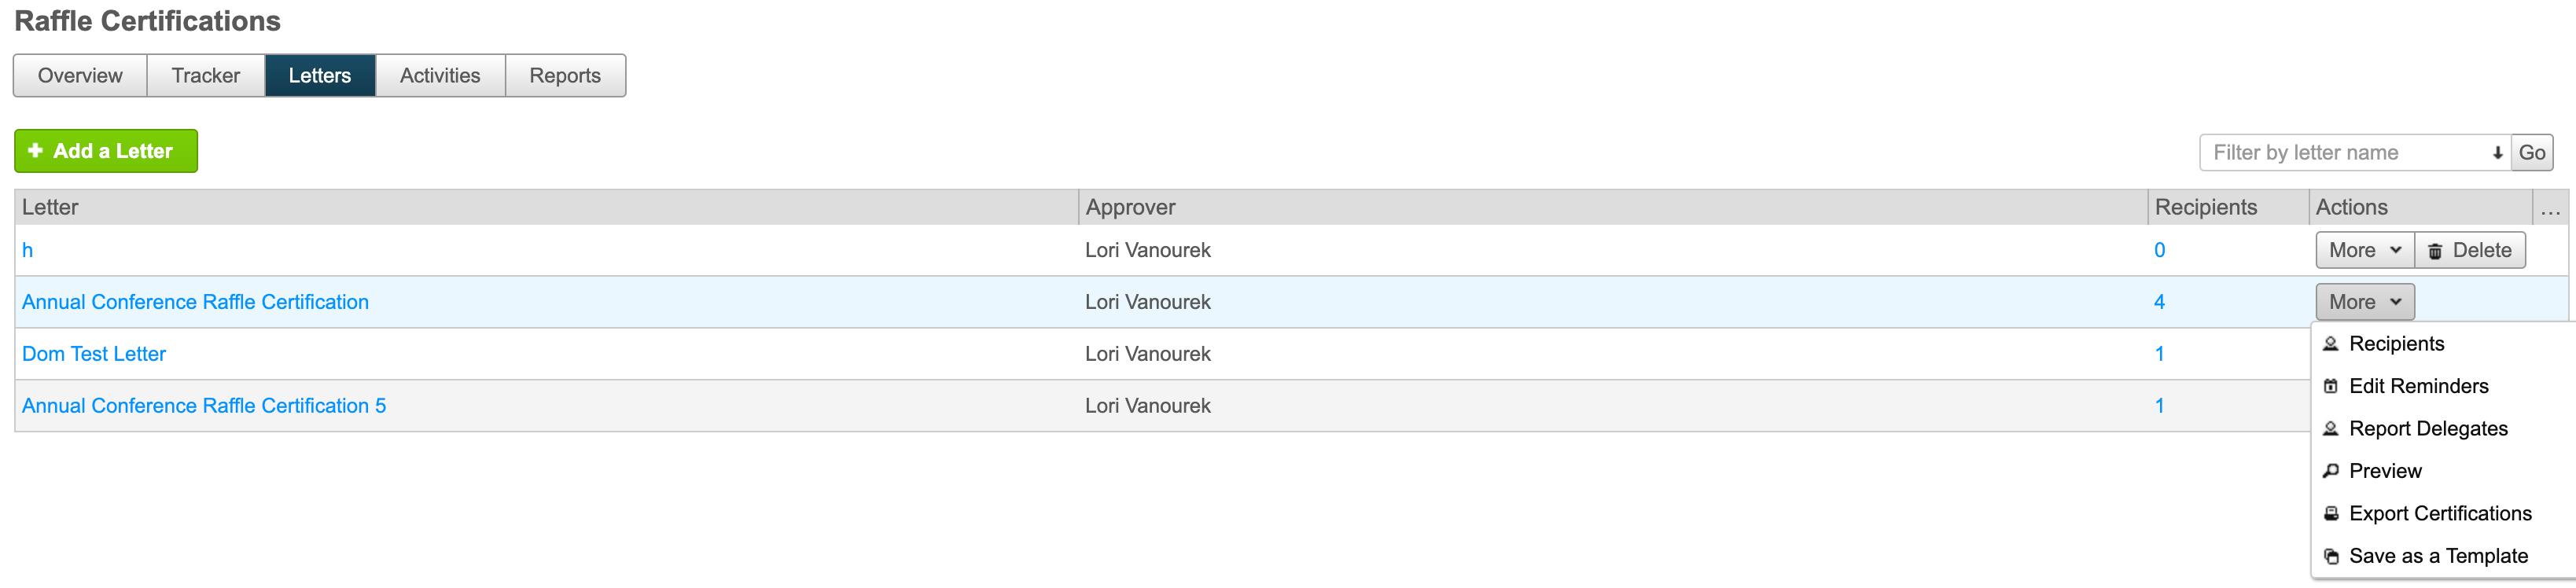 Raffle Certifications
Overview Tracker Letters Activities Reports
Add a Letter
Filter by letter name Go
Letter Approver Recipients Actions ...
h Lori Vanourek 0 More Delete
Annual Conference Raffle Certification Lori Vanourek 4 More
Recipients
Dom Test Letter Lori Vanourek 1
Edit Reminders
Annual Conference Raffle Certification 5 Lori Vanourek 1
Report Delegates
Preview
Export Certifications
Save as a Template